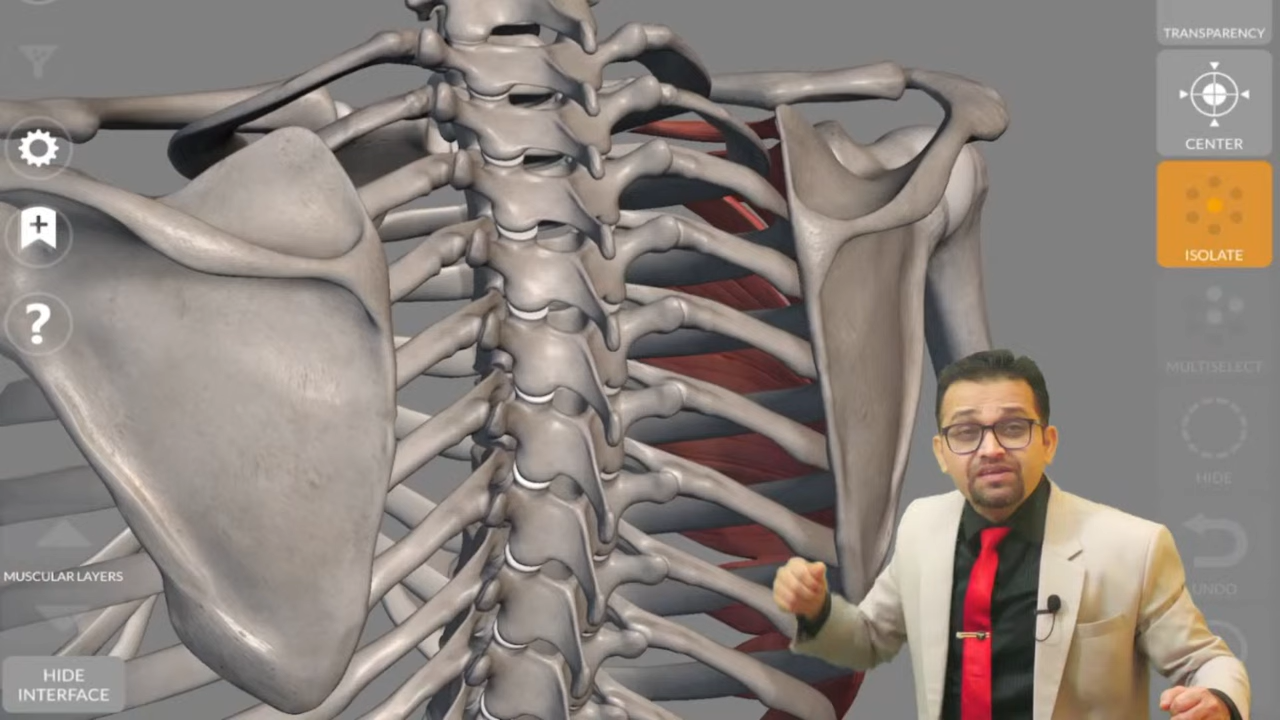 TRANSPARENCY
CENTER
ISOLATE
MULTISELECT
HIDE
UNDO
?
MUSCULAR LAYERS
HIDE
INTERFACE